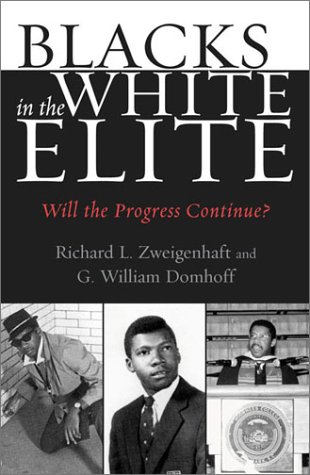 BLACKS
in the WHITE
ELITE
Will the Progress Continue?
Richard L. Zweigenhaft and
G. William Domhoff